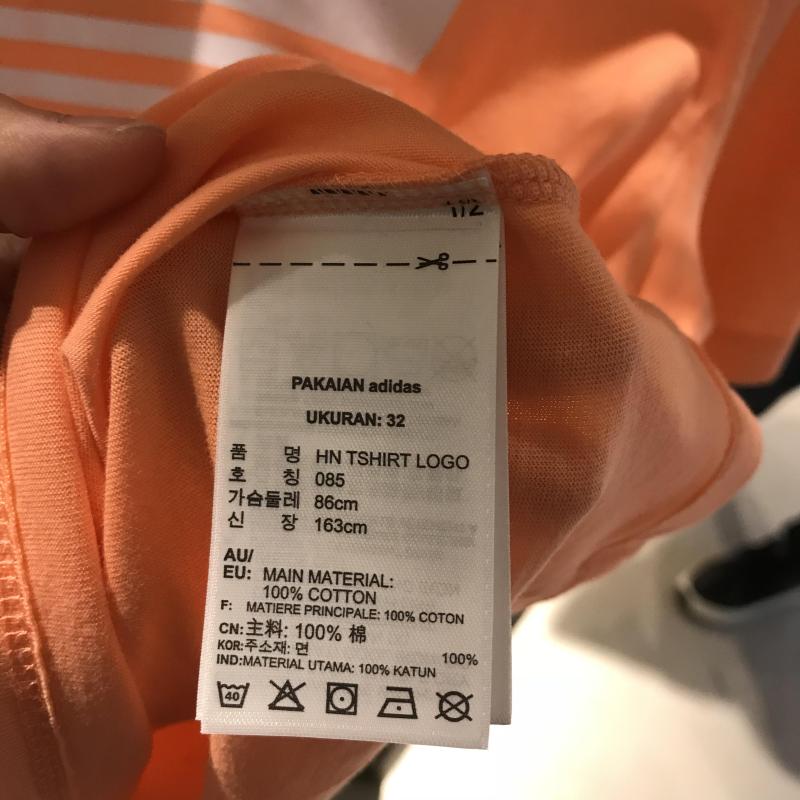 1/2
PAKAIAN adidas
UKURAN: 32
품 명 HN TSHIRT LOGO
호 칭 085
가슴둘레 86cm
신 장 163cm
AU/
EU: MAIN MATERIAL:
100% COTTON
F: MATIERE PRINCIPALE: 100% COTON
CN: 主料: 100% 棉
KOR: 주소재: 면 100%
IND: MATERIAL UTAMA: 100% KATUN
40